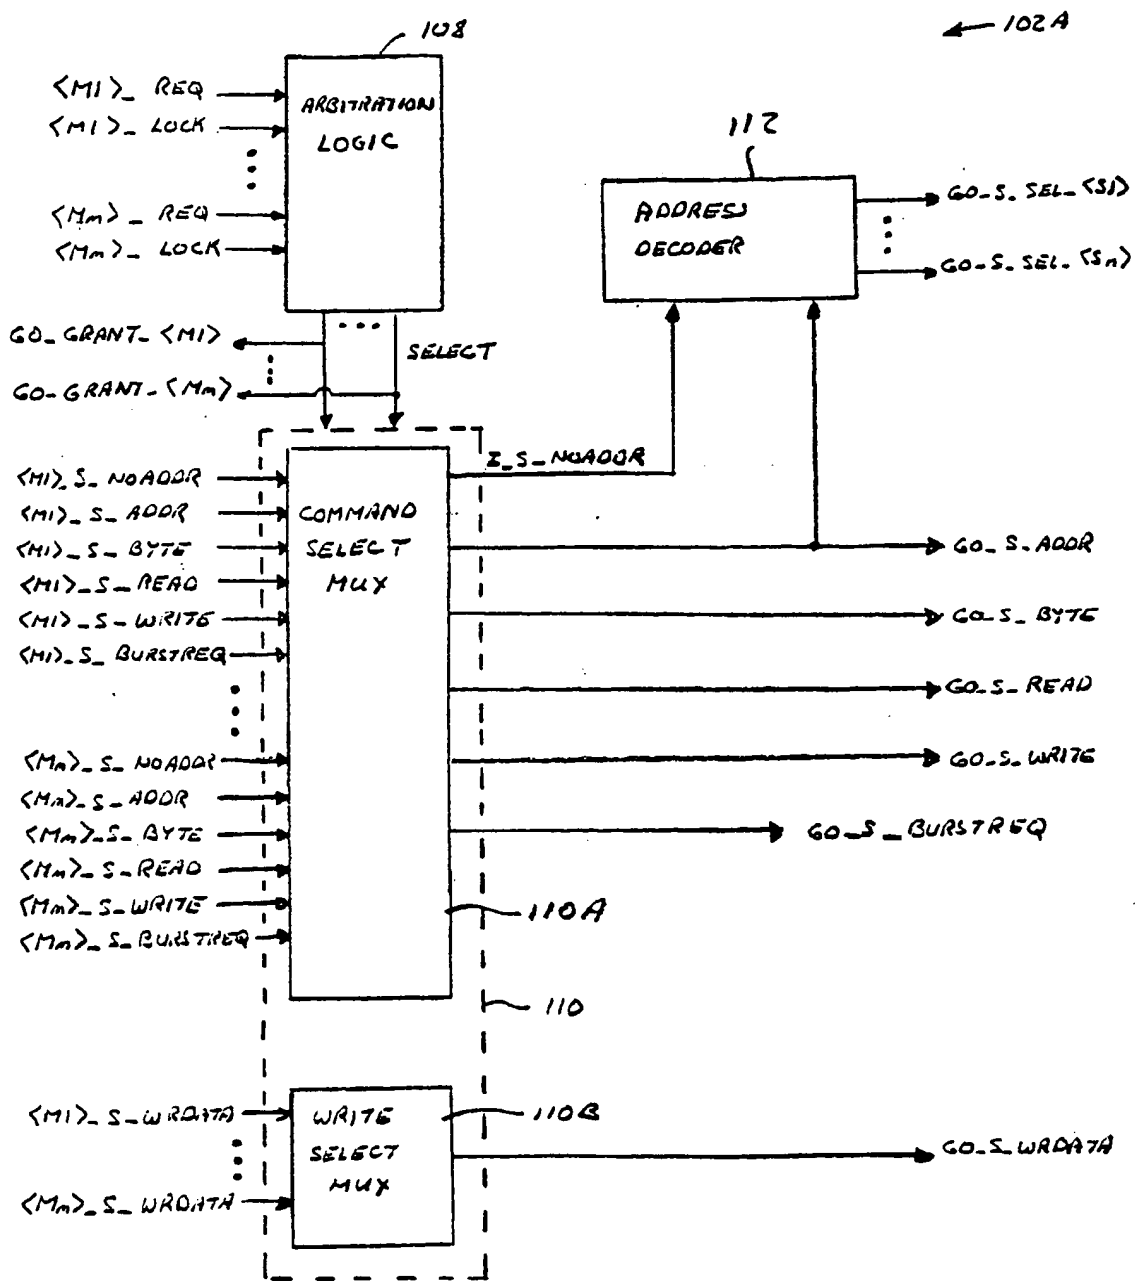 108
102A
<M1>_ REQ
<M1>_ LOCK
<Mm>_ REQ
<Mm>_ LOCK
ARBITRATION
LOGIC
112
ADDRESS
DECODER
GO_S_SEL_<S1>
GO_S_SEL_<Sn>
GO_GRANT_<M1>
GO_GRANT_<Mm>
SELECT
I_S_NOADDR
<M1>_S_NOADDR
<M1>_S_ADDR
<M1>_S_BYTE
<M1>_S_READ
<M1>_S_WRITE
<M1>_S_BURSTREQ
<Mm>_S_NOADDR
<Mm>_S_ADDR
<Mm>_S_BYTE
<Mm>_S_READ
<Mm>_S_WRITE
<Mm>_S_BURSTREQ
COMMAND
SELECT
MUX
GO_S_ADDR
GO_S_BYTE
GO_S_READ
GO_S_WRITE
GO_S_BURSTREQ
110A
110
<M1>_S_WRDATA
<Mm>_S_WRDATA
WRITE
SELECT
MUX
110B
GO_S_WRDATA